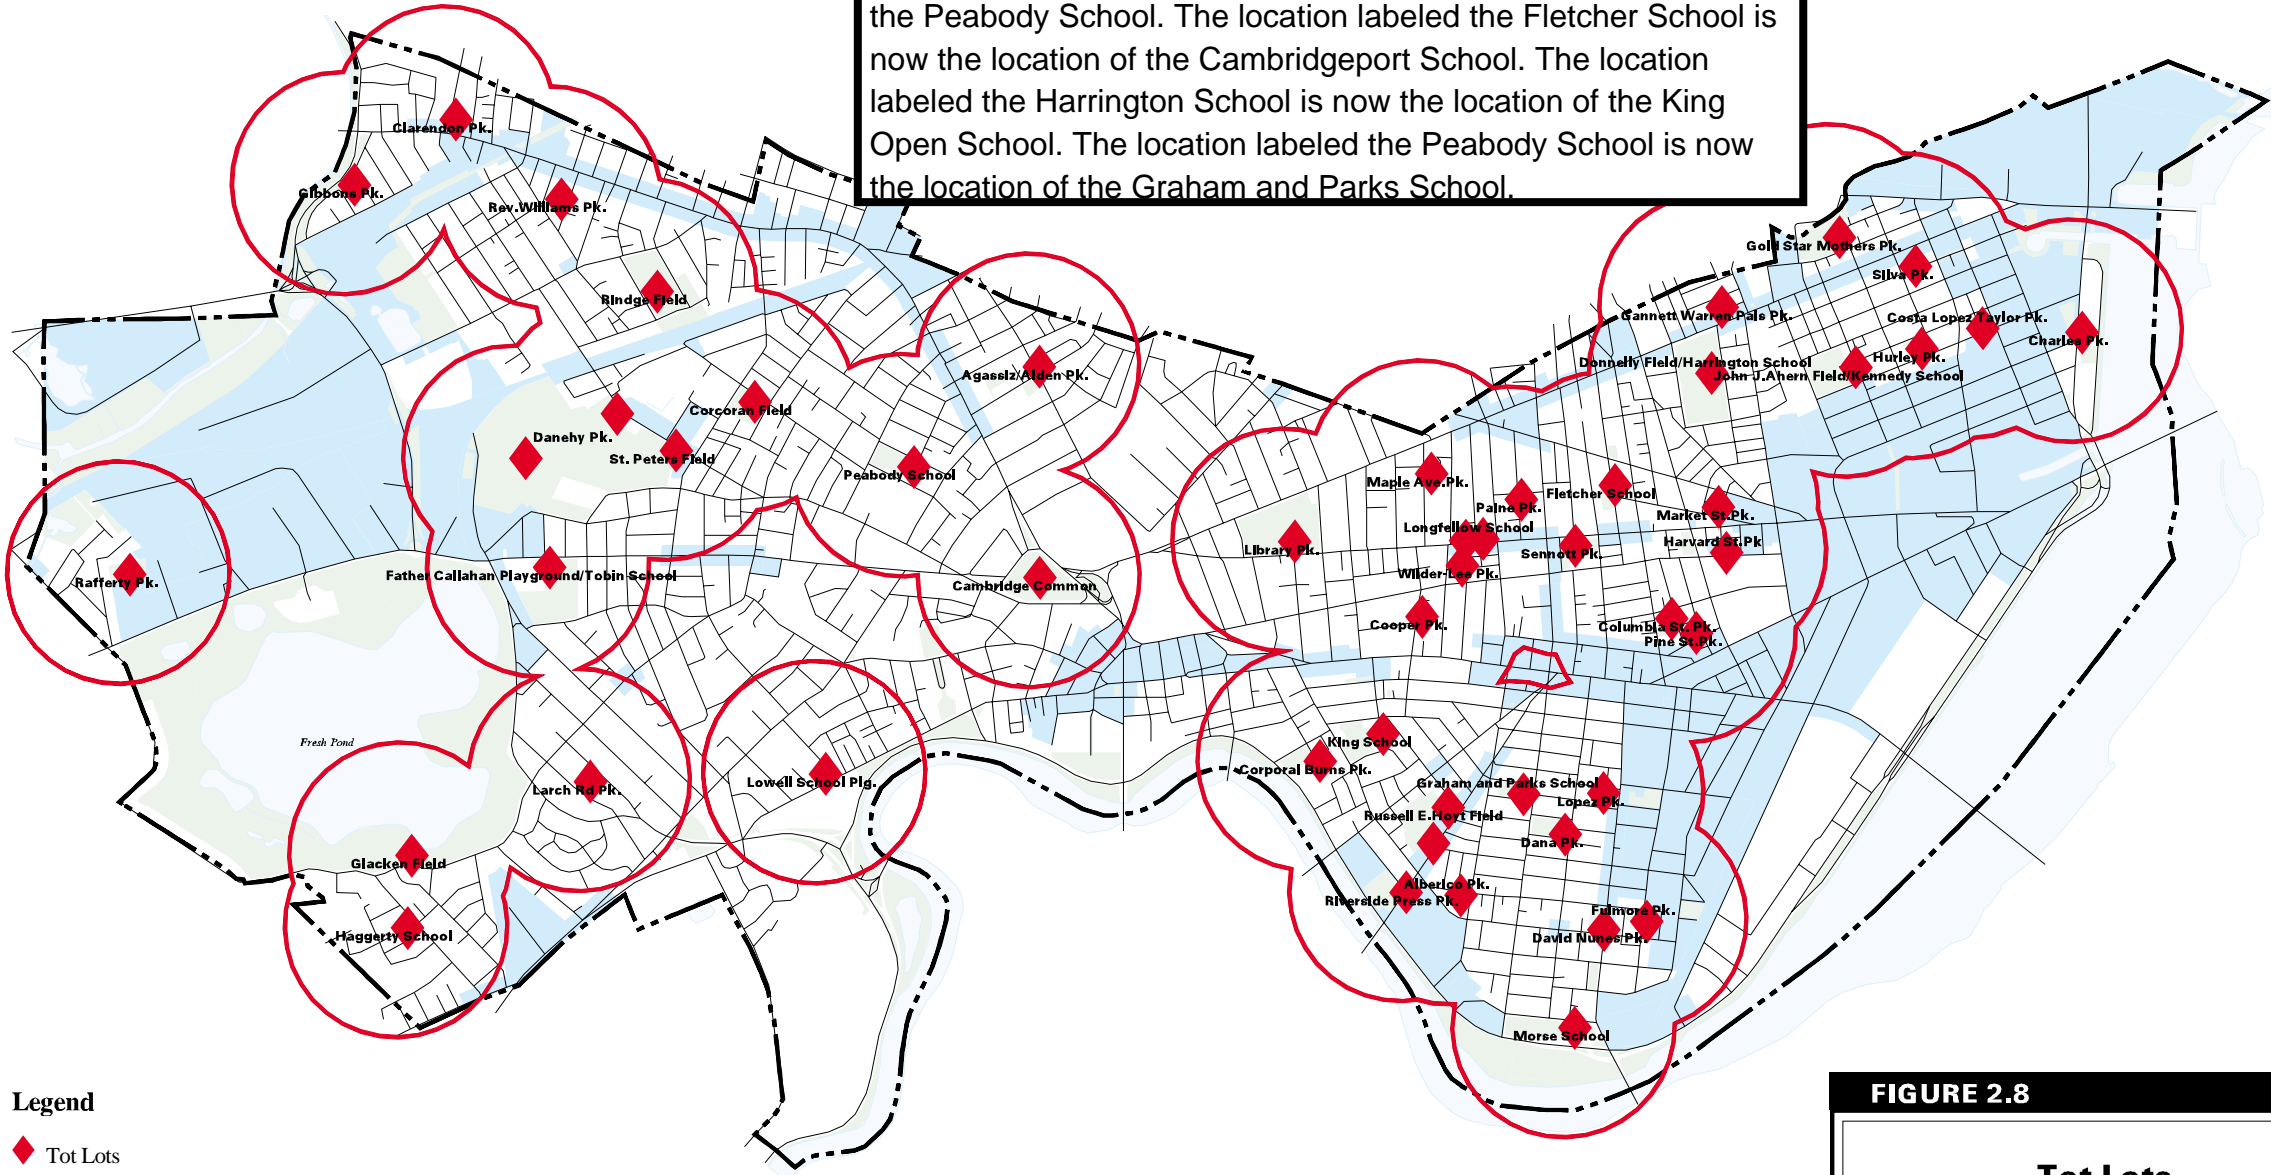 the Peabody School. The location labeled the Fletcher School is
now the location of the Cambridgeport School. The location
labeled the Harrington School is now the location of the King
Open School. The location labeled the Peabody School is now
the location of the Graham and Parks School.
Clarendon Pk.
Gibbons Pk.
Rev.Williams Pk.
Rindge Field
Gold Star Mothers Pk.
Silva Pk.
Gannett Warren Pals Pk.
Costa Lopez Taylor Pk.
Charles Pk.
Hurley Pk.
Donnelly Field/Harrington School
John J.Ahern Field/Kennedy School
Agassiz/Alden Pk.
Corcoran Field
Danehy Pk.
St. Peters Field
Peabody School
Maple Ave.Pk.
Paine Pk.
Fletcher School
Market St.Pk.
Longfellow School
Harvard St.Pk
Library Pk.
Sennott Pk.
Wilder-Lee Pk.
Rafferty Pk.
Father Callahan Playground/Tobin School
Cambridge Common
Cooper Pk.
Columbia St. Pk.
Pine St.Pk.
Fresh Pond
King School
Corporal Burns Pk.
Larch Rd Pk.
Lowell School Plg.
Graham and Parks School
Lopez Pk.
Russell E.Hoyt Field
Dana Pk.
Glacken Field
Alberico Pk.
Riverside Press Pk.
Fulmore Pk.
David Nunes Pk.
Haggerty School
Morse School
Legend
Tot Lots
FIGURE 2.8
Tot Lots